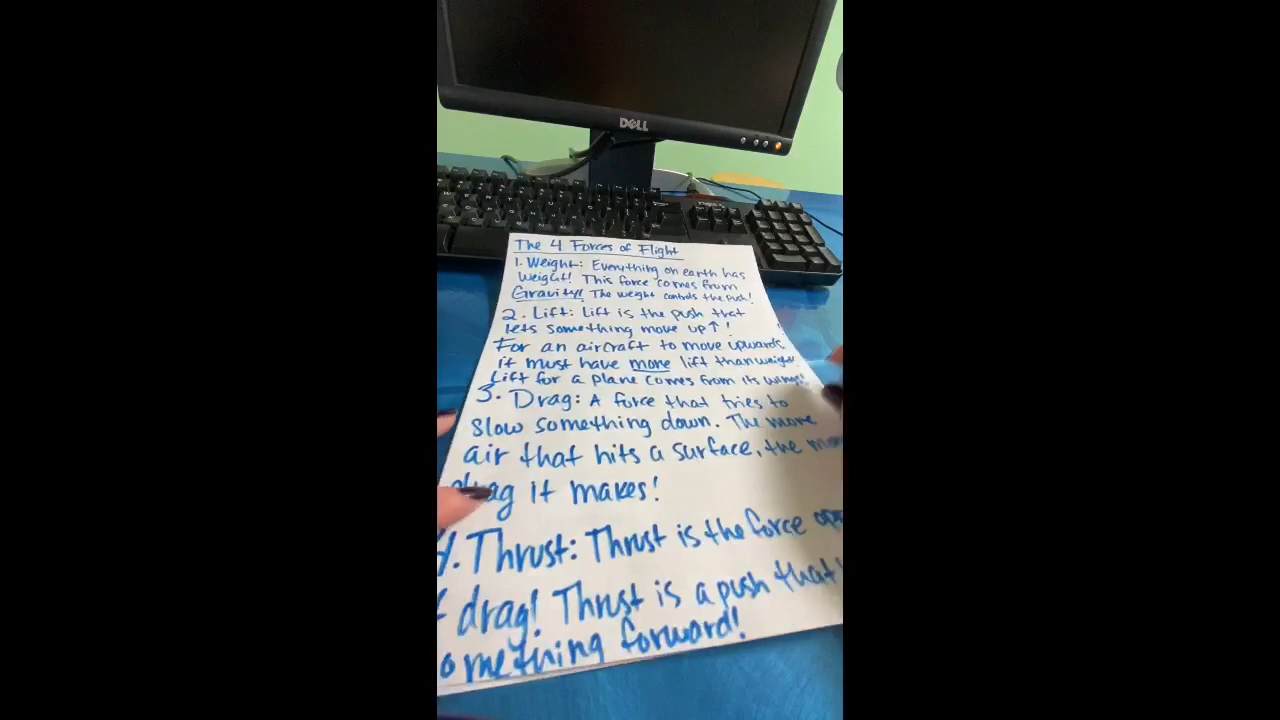 DELL
The 4 Forces of Flight
1. Weight: Everything on earth has
weight! This force comes from
Gravity! The weight controls the push!
2. Lift: Lift is the push that
lets something move up↑!
For an aircraft to move upwards
it must have more lift than weight!
Lift for a plane comes from its wings!
3. Drag: A force that tries to
slow something down. The more
air that hits a surface, the
drag it makes!
4. Thrust: Thrust is the force
drag! Thrust is a push that
forward!